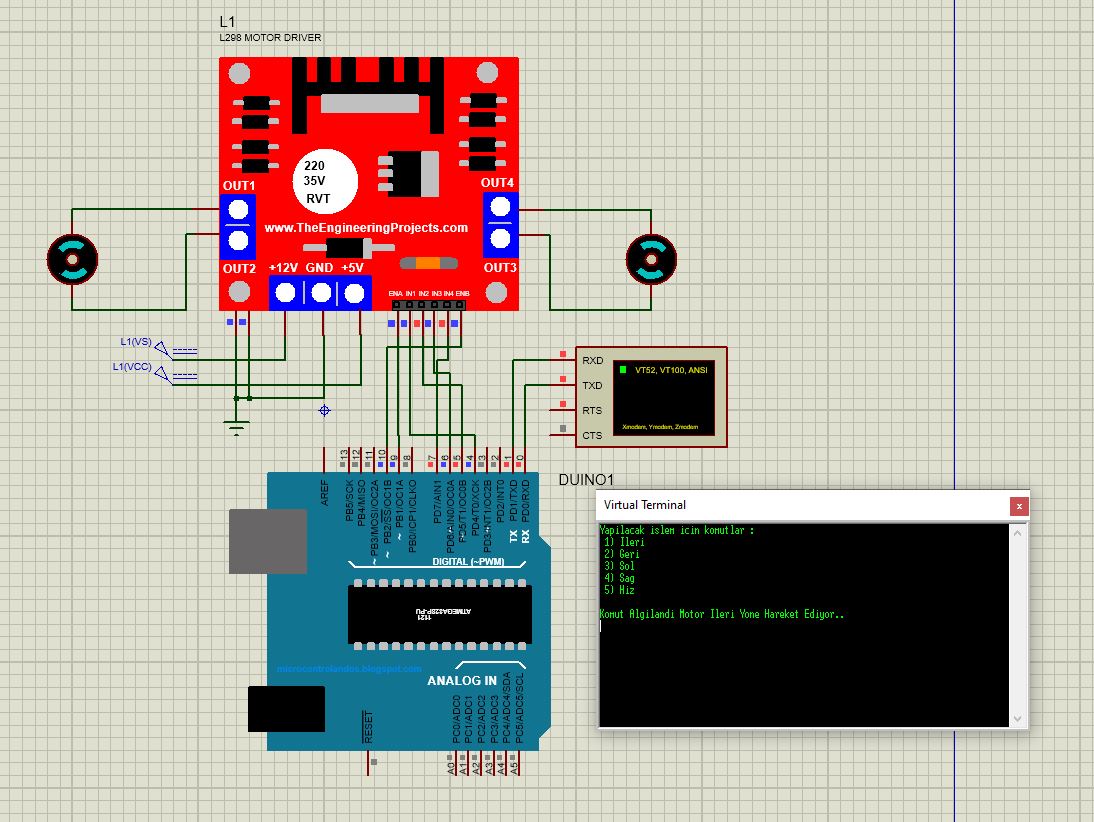 L1
L298 MOTOR DRIVER
220
35V
RVT
OUT1
OUT4
www.TheEngineeringProjects.com
OUT2
+12V GND +5V
OUT3
ENA IN1 IN2 IN3 IN4 ENB
L1(VS)
L1(VCC)
RXD
TXD
RTS
CTS
VT52, VT100, ANSI
Xmodem, Ymodem, Zmodem
DUINO1
13 12 11 10 9 8 7 6 5 4 3 2 1 0
AREF
PB5/SCK
PB4/MISO
PB3/MOSI/OC2A
PB2/SS/OC1B
PB1/OC1A
PB0/ICP1/CLKO
PD7/AIN1
PD6/AIN0/OC0A
PD5/T1/OC0B
PD4/T0/XCK
PD3/INT1/OC2B
PD2/INT0
PD1/TXD
PD0/RXD
~ ~ ~ ~ ~ ~
TX
RX
DIGITAL (~PWM)
ATMEGA328P-PU
1121
microcontrolandos.blogspot.com
ANALOG IN
RESET
PC0/ADC0
PC1/ADC1
PC2/ADC2
PC3/ADC3
PC4/ADC4/SDA
PC5/ADC5/SCL
A0 A1 A2 A3 A4 A5
Virtual Terminal
x
Yapilacak islem icin komutlar :
1) Ileri
2) Geri
3) Sol
4) Sag
5) Hiz
Komut Algilandi Motor Ileri Yone Hareket Ediyor..